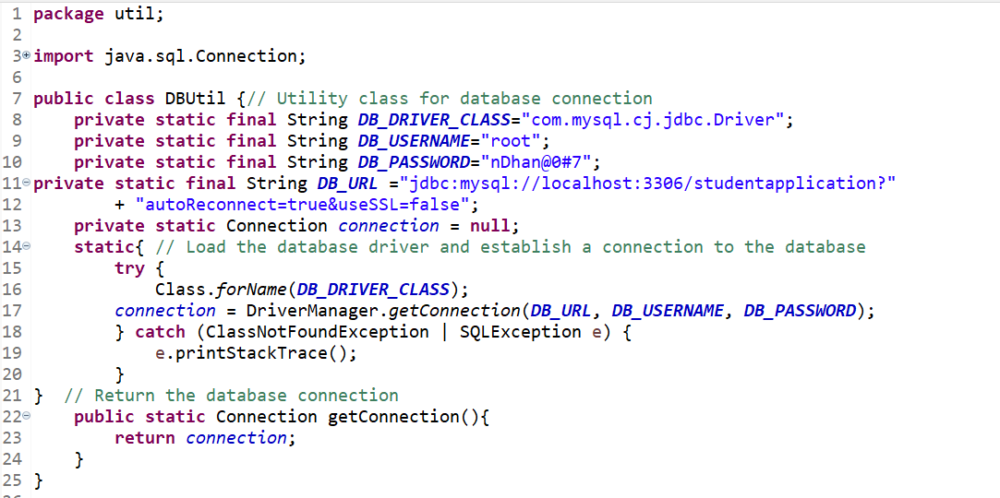 1 package util;
2
3 import java.sql.Connection;
6
7 public class DBUtil {// Utility class for database connection
8     private static final String DB_DRIVER_CLASS="com.mysql.cj.jdbc.Driver";
9     private static final String DB_USERNAME="root";
10     private static final String DB_PASSWORD="nDhan@0#7";
11 private static final String DB_URL ="jdbc:mysql://localhost:3306/studentapplication?"
12         + "autoReconnect=true&useSSL=false";
13     private static Connection connection = null;
14     static{ // Load the database driver and establish a connection to the database
15         try {
16             Class.forName(DB_DRIVER_CLASS);
17         connection = DriverManager.getConnection(DB_URL, DB_USERNAME, DB_PASSWORD);
18         } catch (ClassNotFoundException | SQLException e) {
19             e.printStackTrace();
20         }
21 }  // Return the database connection
22     public static Connection getConnection(){
23         return connection;
24     }
25 }